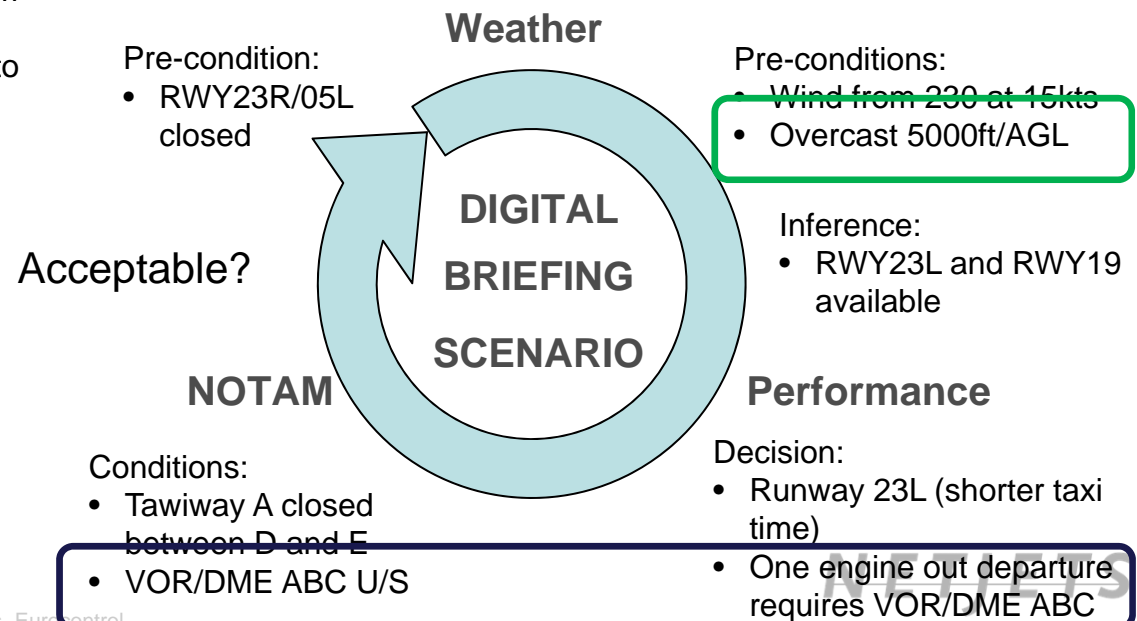 Weather
to
Pre-condition:
• RWY23R/05L
closed
Pre-conditions:
• Wind from 230 at 15kts
• Overcast 5000ft/AGL
DIGITAL
BRIEFING
SCENARIO
Inference:
• RWY23L and RWY19
available
Acceptable?
NOTAM
Performance
Conditions:
• Tawiway A closed
between D and E
• VOR/DME ABC U/S
Decision:
• Runway 23L (shorter taxi
time)
• One engine out departure
requires VOR/DME ABC
NETJETS
Eurocontrol